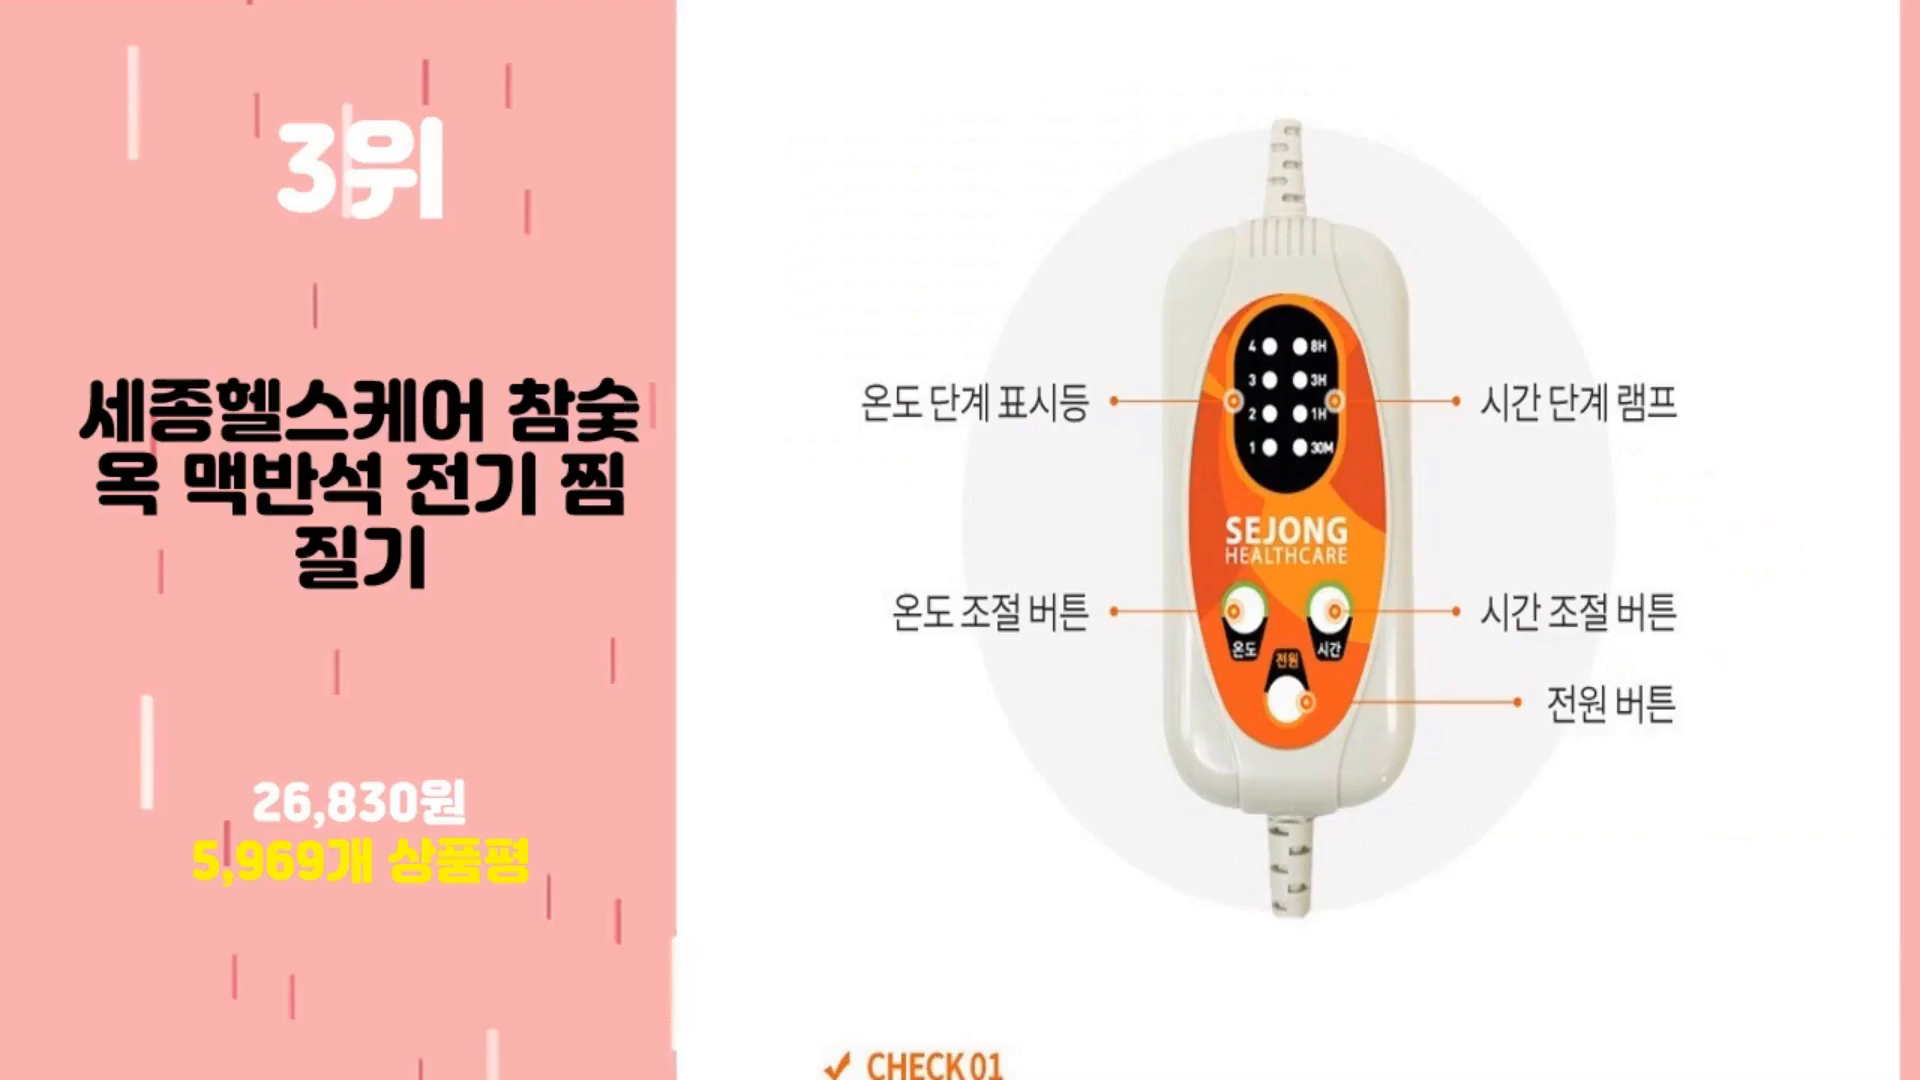 3위
세종헬스케어 참숯
옥 맥반석 전기 찜
질기
26,830원
5,969개 상품평
4 8H
3 3H
온도 단계 표시등
시간 단계 램프
2 1H
1 30M
SEJONG
HEALTHCARE
온도 조절 버튼
시간 조절 버튼
온도
시간
전원
전원 버튼
CHECK 01